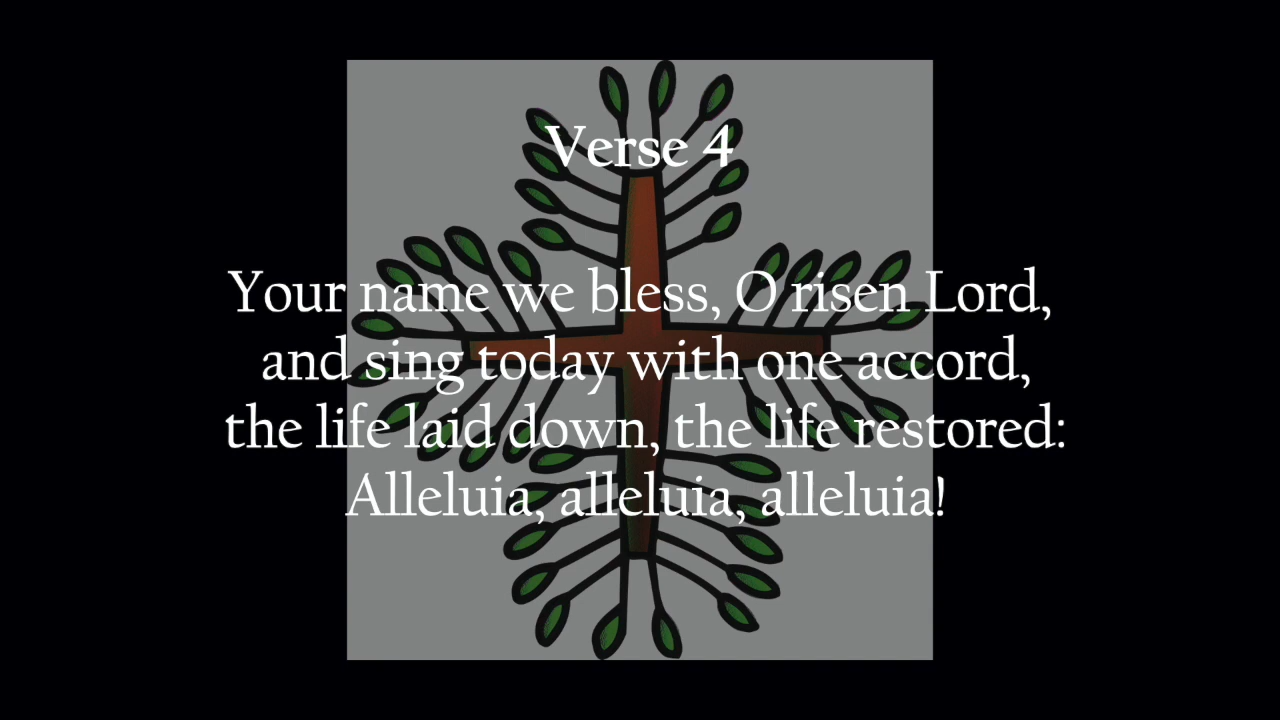 Verse 4
Your name we bless, O risen Lord,
and sing today with one accord,
the life laid down, the life restored:
Alleluia, alleluia, alleluia!